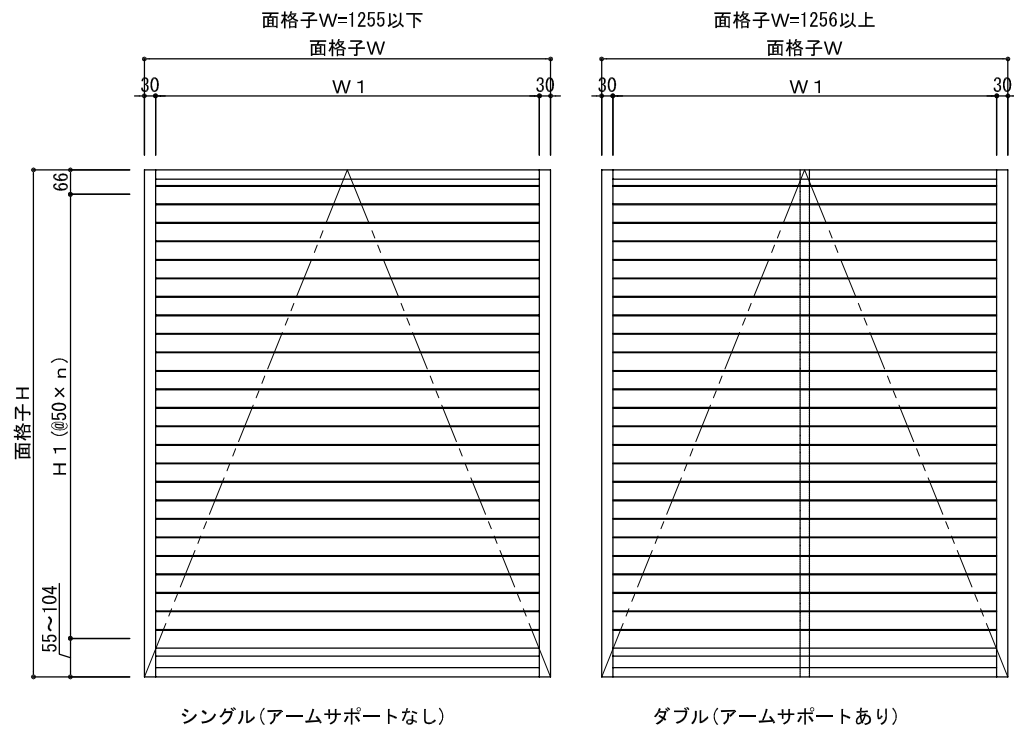 面格子Ｗ=1255以下
面格子Ｗ
30
Ｗ１
30
66
面格子Ｈ
Ｈ１(@50×ｎ)
55～104
シングル(アームサポートなし)
面格子Ｗ=1256以上
面格子Ｗ
30
Ｗ１
30
ダブル(アームサポートあり)